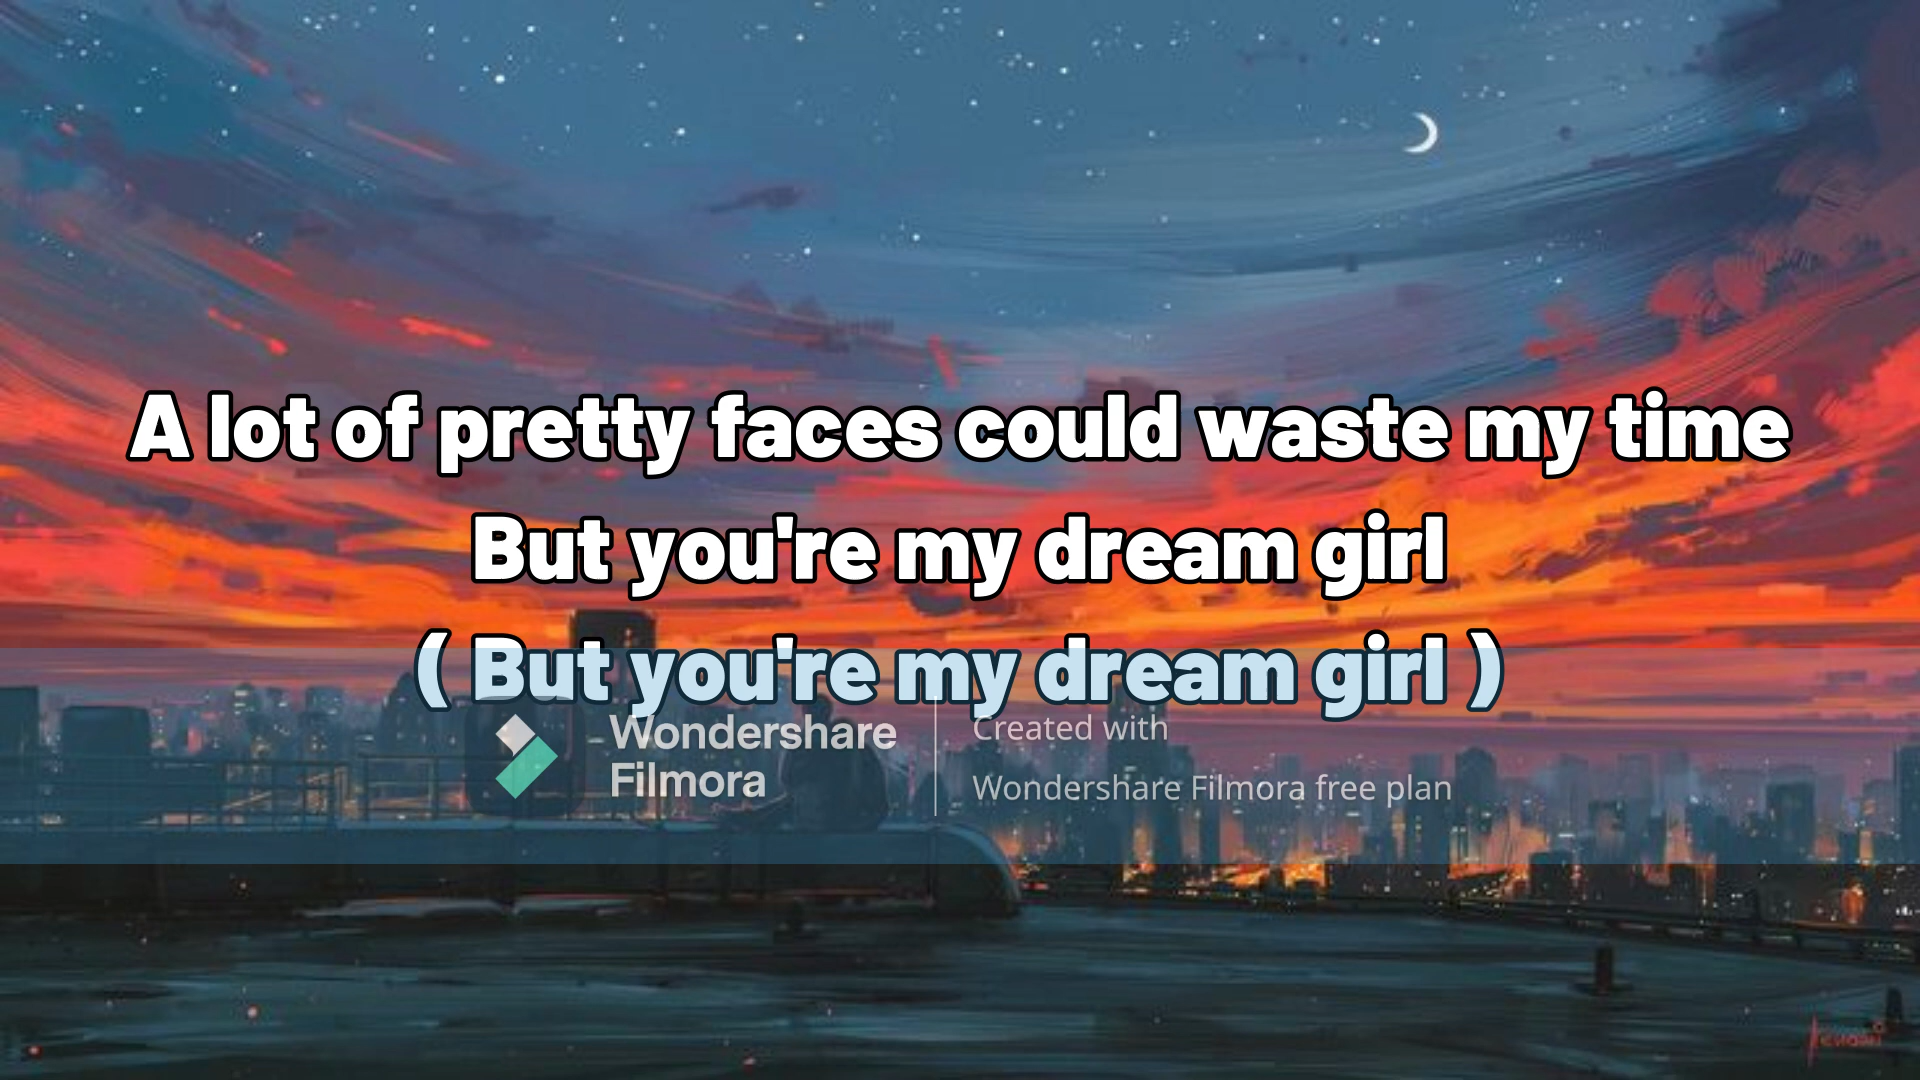 A lot of pretty faces could waste my time
But you're my dream girl
( But you're my dream girl )
Wondershare
Filmora
Created with
Wondershare Filmora free plan